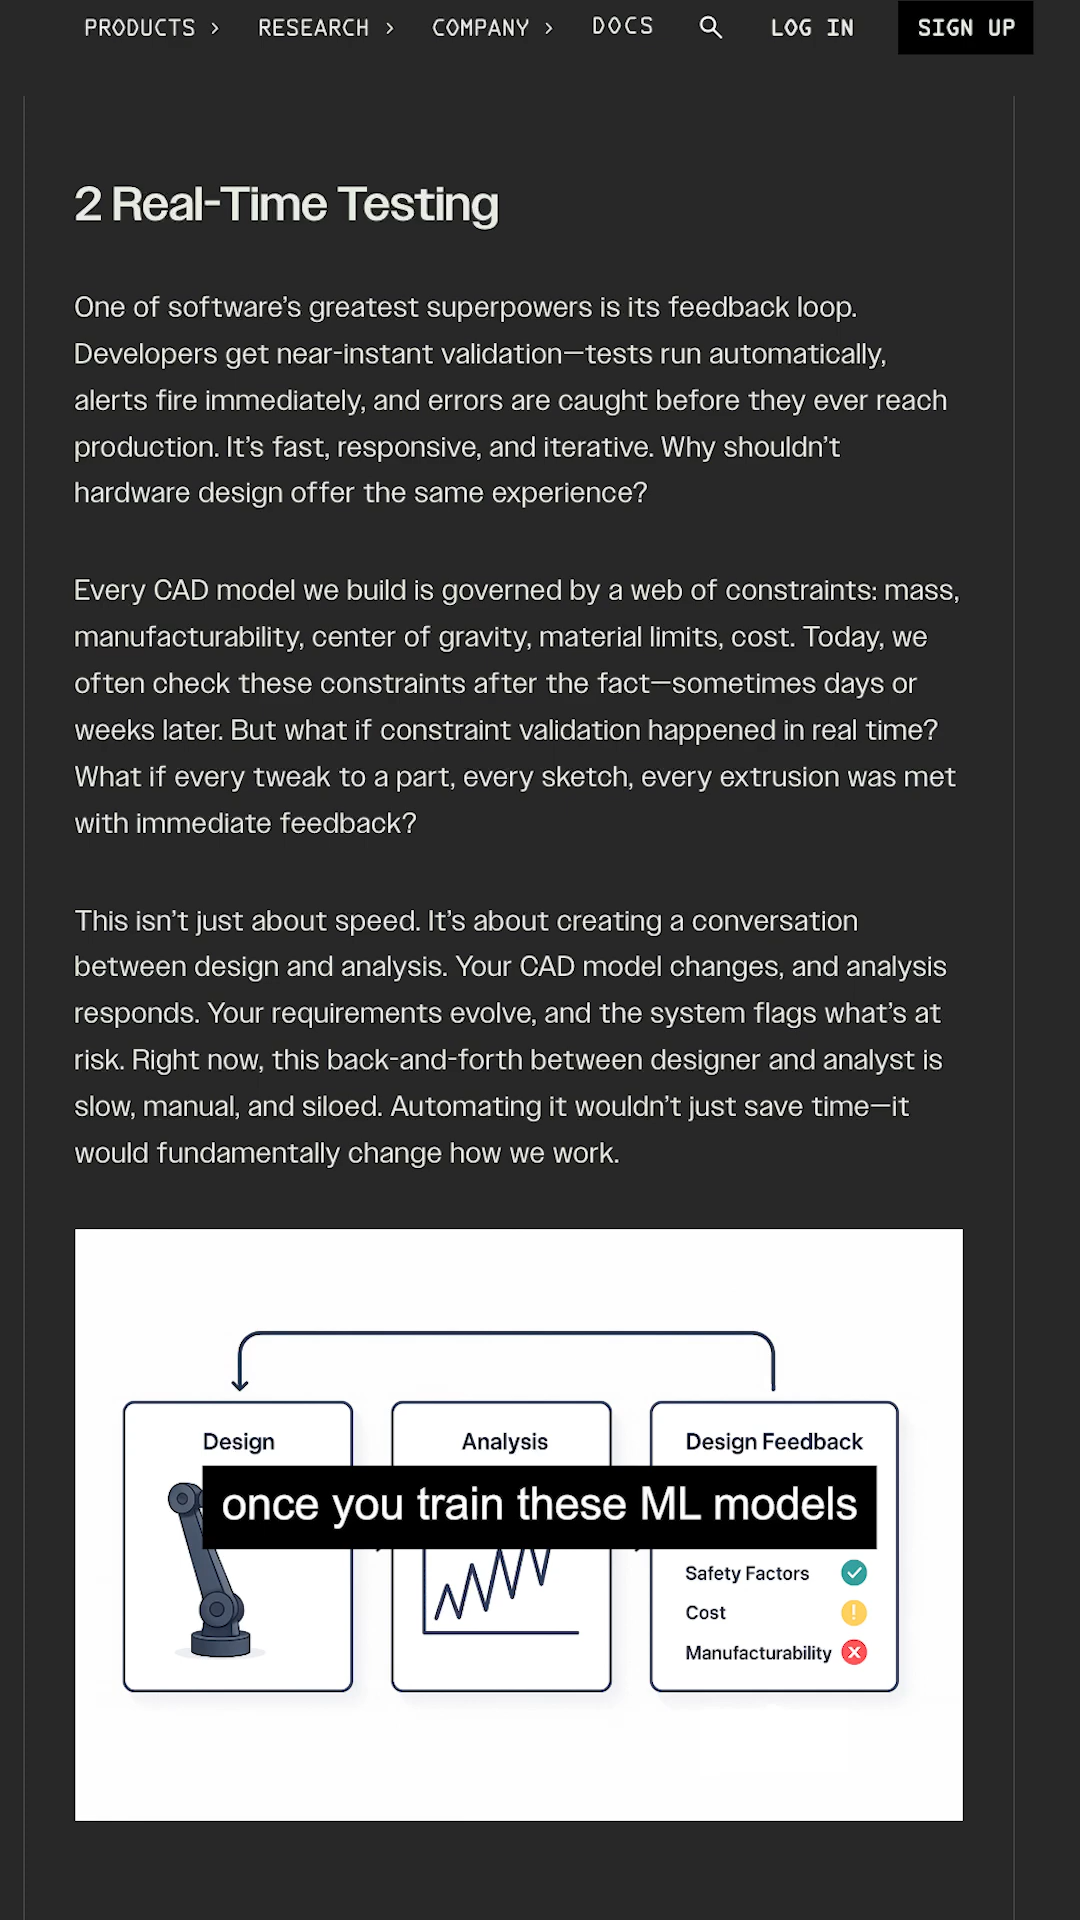 PRODUCTS > RESEARCH > COMPANY > DOCS LOG IN SIGN UP
2 Real-Time Testing
One of software’s greatest superpowers is its feedback loop.
Developers get near-instant validation—tests run automatically,
alerts fire immediately, and errors are caught before they ever reach
production. It’s fast, responsive, and iterative. Why shouldn’t
hardware design offer the same experience?
Every CAD model we build is governed by a web of constraints: mass,
manufacturability, center of gravity, material limits, cost. Today, we
often check these constraints after the fact—sometimes days or
weeks later. But what if constraint validation happened in real time?
What if every tweak to a part, every sketch, every extrusion was met
with immediate feedback?
This isn’t just about speed. It’s about creating a conversation
between design and analysis. Your CAD model changes, and analysis
responds. Your requirements evolve, and the system flags what’s at
risk. Right now, this back-and-forth between designer and analyst is
slow, manual, and siloed. Automating it wouldn’t just save time—it
would fundamentally change how we work.
Design Analysis Design Feedback
once you train these ML models
Safety Factors
Cost
Manufacturability